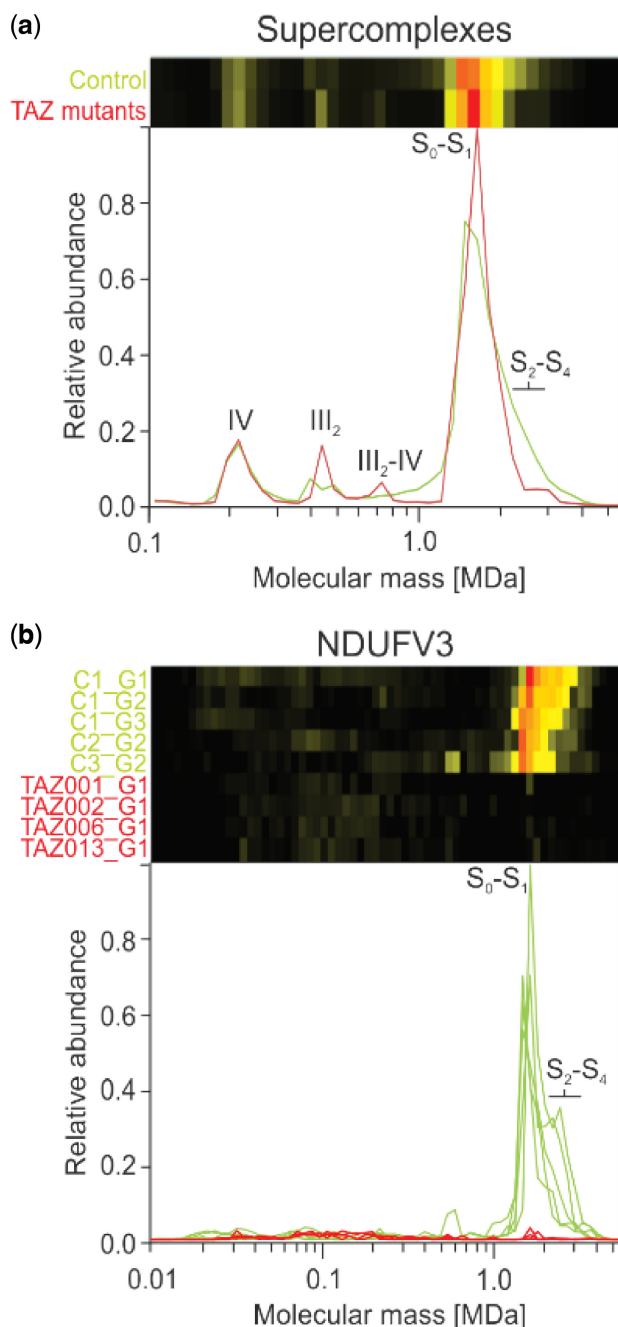 (a)
Supercomplexes
Control
TAZ mutants
S₀-S₁
0.8
0.6
S₂-S₄
0.4
IV
III₂
0.2
III₂-IV
0.0
Relative abundance
0.1
1.0
Molecular mass [MDa]
(b)
NDUFV3
C1_G1
C1_G2
C1_G3
C2_G2
C3_G2
TAZ001_G1
TAZ002_G1
TAZ006_G1
TAZ013_G1
S₀-S₁
0.8
0.6
S₂-S₄
0.4
0.2
0.0
Relative abundance
0.01
0.1
1.0
Molecular mass [MDa]